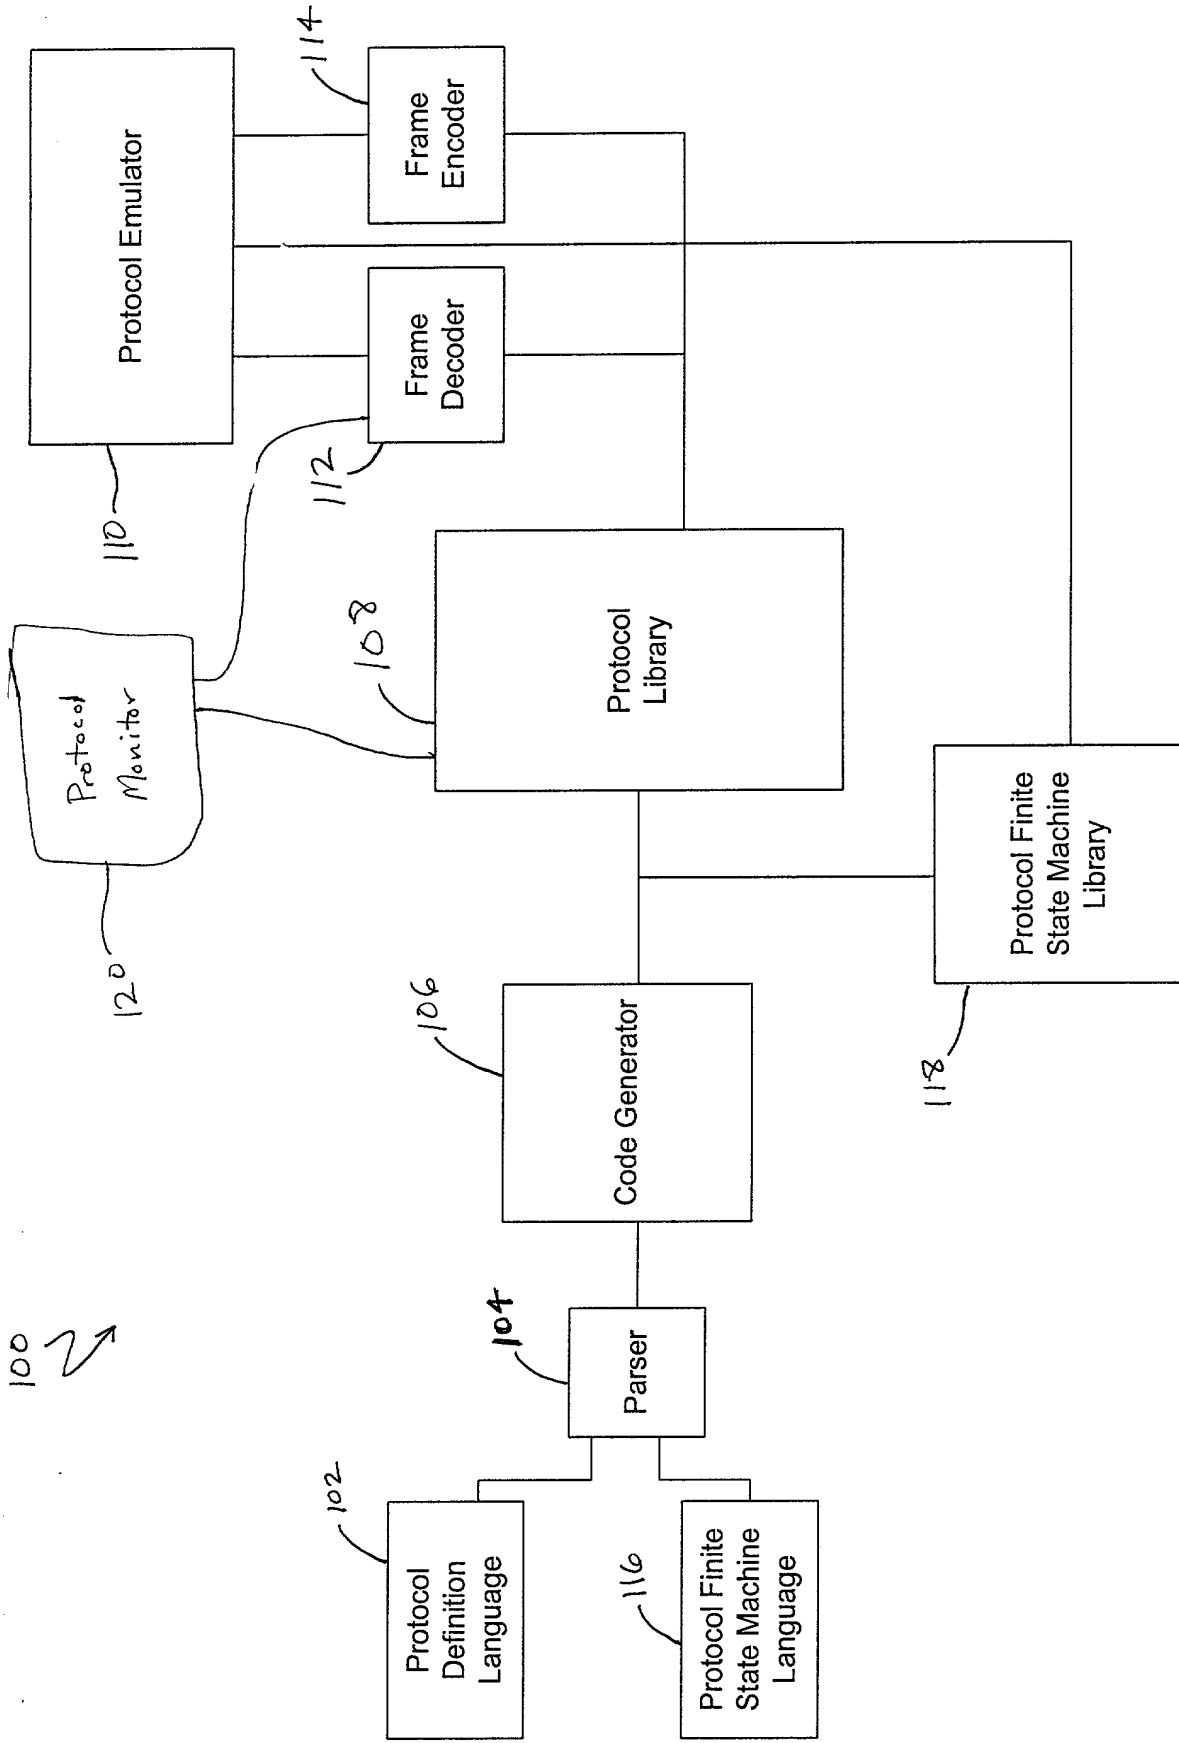 100
102
Protocol
Definition
Language
116
Protocol Finite
State Machine
Language
104
Parser
106
Code Generator
118
Protocol Finite
State Machine
Library
108
Protocol
Library
120
Protocol
Monitor
110
Protocol Emulator
112
Frame
Decoder
114
Frame
Encoder